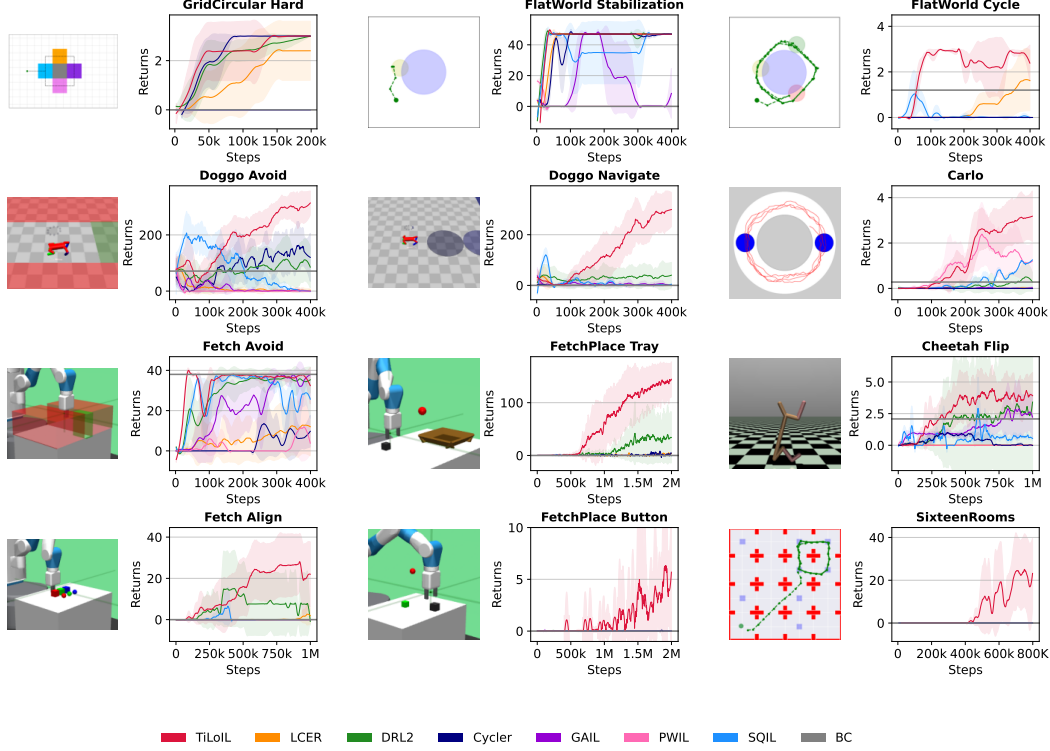 GridCircular Hard
FlatWorld Stabilization
FlatWorld Cycle
Returns
2
0
0 50k 100k 150k 200k
Steps
Returns
40
20
0
0 100k 200k 300k 400k
Steps
Returns
4
2
0
0 100k 200k 300k 400k
Steps
Doggo Avoid
Doggo Navigate
Carlo
Returns
200
0
0 100k 200k 300k 400k
Steps
Returns
200
0
0 100k 200k 300k 400k
Steps
Returns
4
2
0
0 100k 200k 300k 400k
Steps
Fetch Avoid
FetchPlace Tray
Cheetah Flip
Returns
40
20
0
0 100k 200k 300k 400k
Steps
Returns
100
0
0 500k 1M 1.5M 2M
Steps
Returns
5.0
2.5
0.0
0 250k 500k 750k 1M
Steps
Fetch Align
FetchPlace Button
SixteenRooms
Returns
40
20
0
0 250k 500k 750k 1M
Steps
Returns
10
5
0
0 500k 1M 1.5M 2M
Steps
Returns
40
20
0
0 200k 400k 600k 800K
Steps
TiLoIL LCER DRL2 Cycler GAIL PWIL SQIL BC